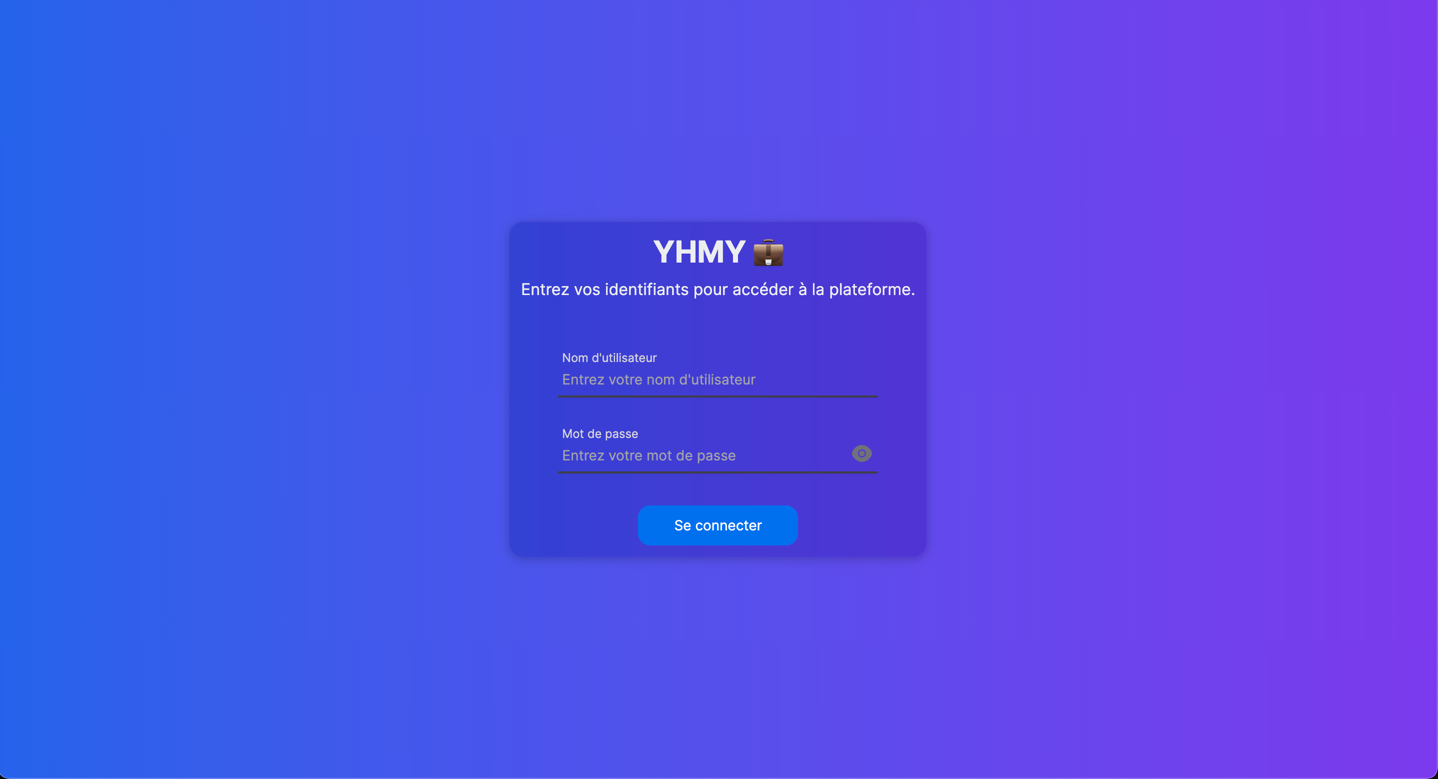 YHMY 💼
Entrez vos identifiants pour accéder à la plateforme.
Nom d'utilisateur
Entrez votre nom d'utilisateur
Mot de passe
Entrez votre mot de passe
Se connecter